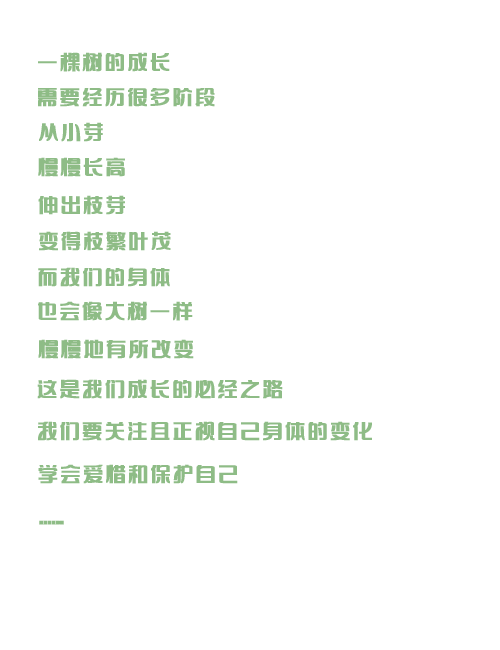 一棵树的成长
需要经历很多阶段
从小芽
慢慢长高
伸出枝芽
变得枝繁叶茂
而我们的身体
也会像大树一样
慢慢地有所改变
这是我们成长的必经之路
我们要关注且正视自己身体的变化
学会爱惜和保护自己
……